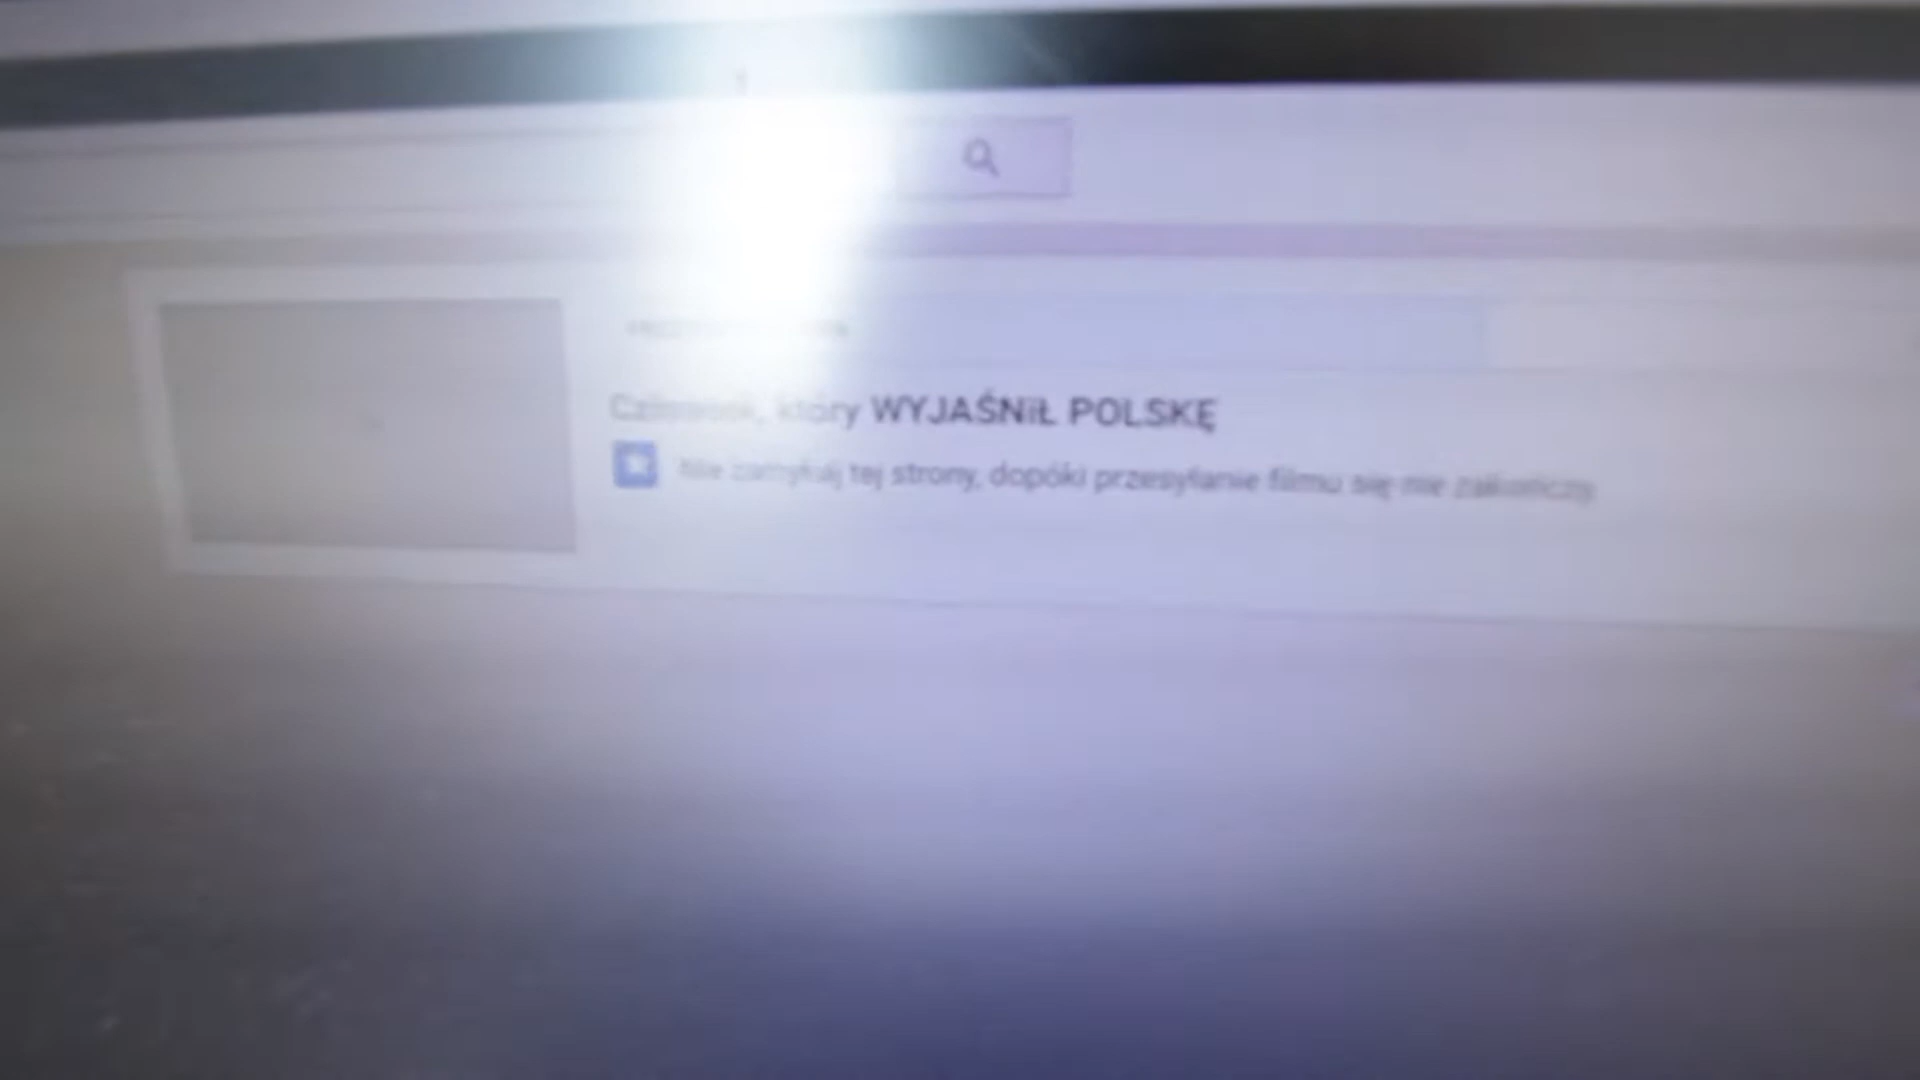 Człowiek, który WYJAŚNiŁ POLSKĘ
Nie zamykaj tej strony, dopóki przesyłanie filmu się nie zakończy